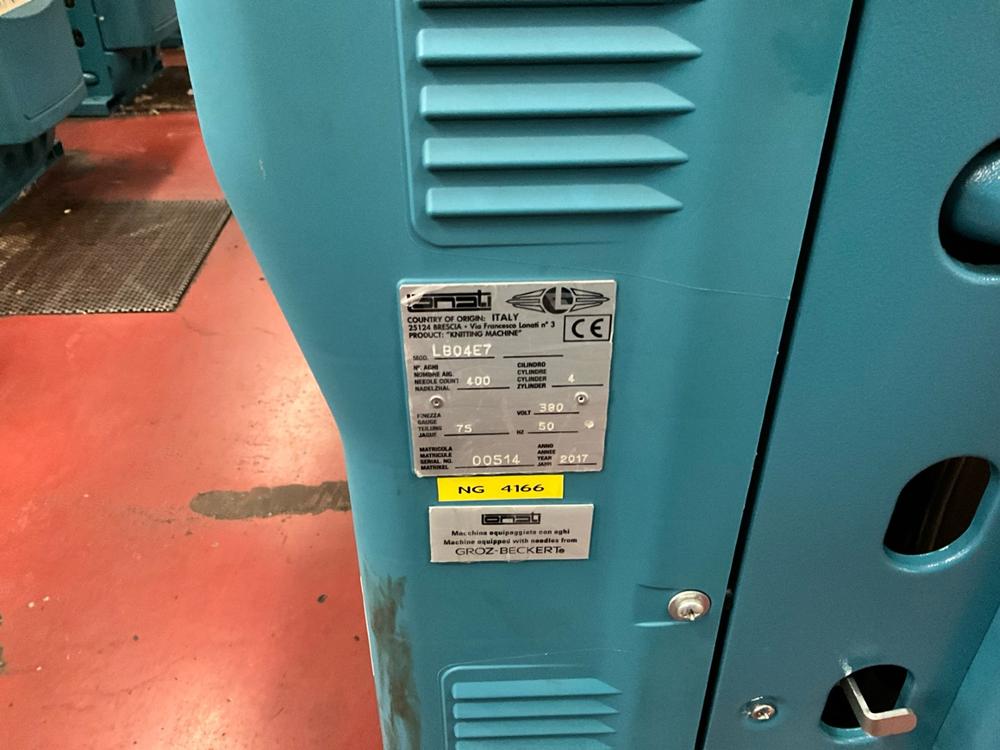 Lonati
COUNTRY OF ORIGIN: ITALY
25124 BRESCIA • Via Francesco Lonati n° 3
PRODUCT: "KNITTING MACHINE"
CE
MOD. LB04E7
N°. AGHI
NOMBRE AIG.
NEEDLE COUNT 400
NADELZHAL
CILINDRO
CYLINDRE
CYLINDER 4
ZYLINDER
FINEZZA
GAUGE
TEILUNG 75
JAUGE
VOLT 380
HZ 50
MATRICOLA
MATRICULE
SERIAL NO. 00514
MATRIKEL
ANNO
ANNEE
YEAR 2017
JAHR
NG 4166
Lonati
Macchina equipaggiata con aghi
Machine equipped with needles from
GROZ-BECKERT®